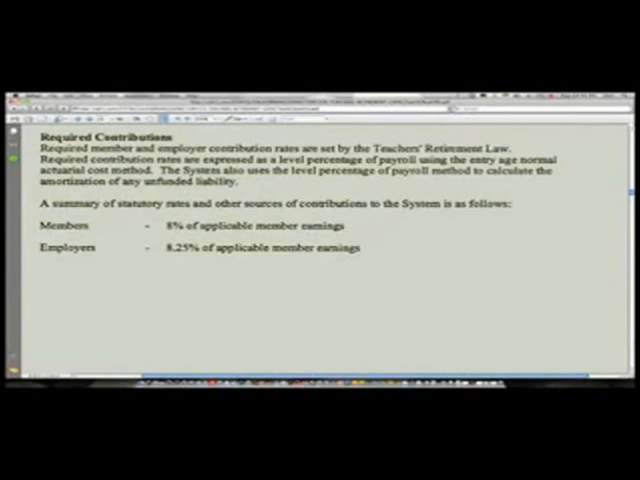 Required Contributions
Required member and employer contribution rates are set by the Teachers' Retirement Law.
Required contribution rates are expressed as a level percentage of payroll using the entry age normal
actuarial cost method. The System also uses the level percentage of payroll method to calculate the
amortization of any unfunded liability.
A summary of statutory rates and other sources of contributions to the System is as follows:
Members - 8% of applicable member earnings
Employers - 8.25% of applicable member earnings